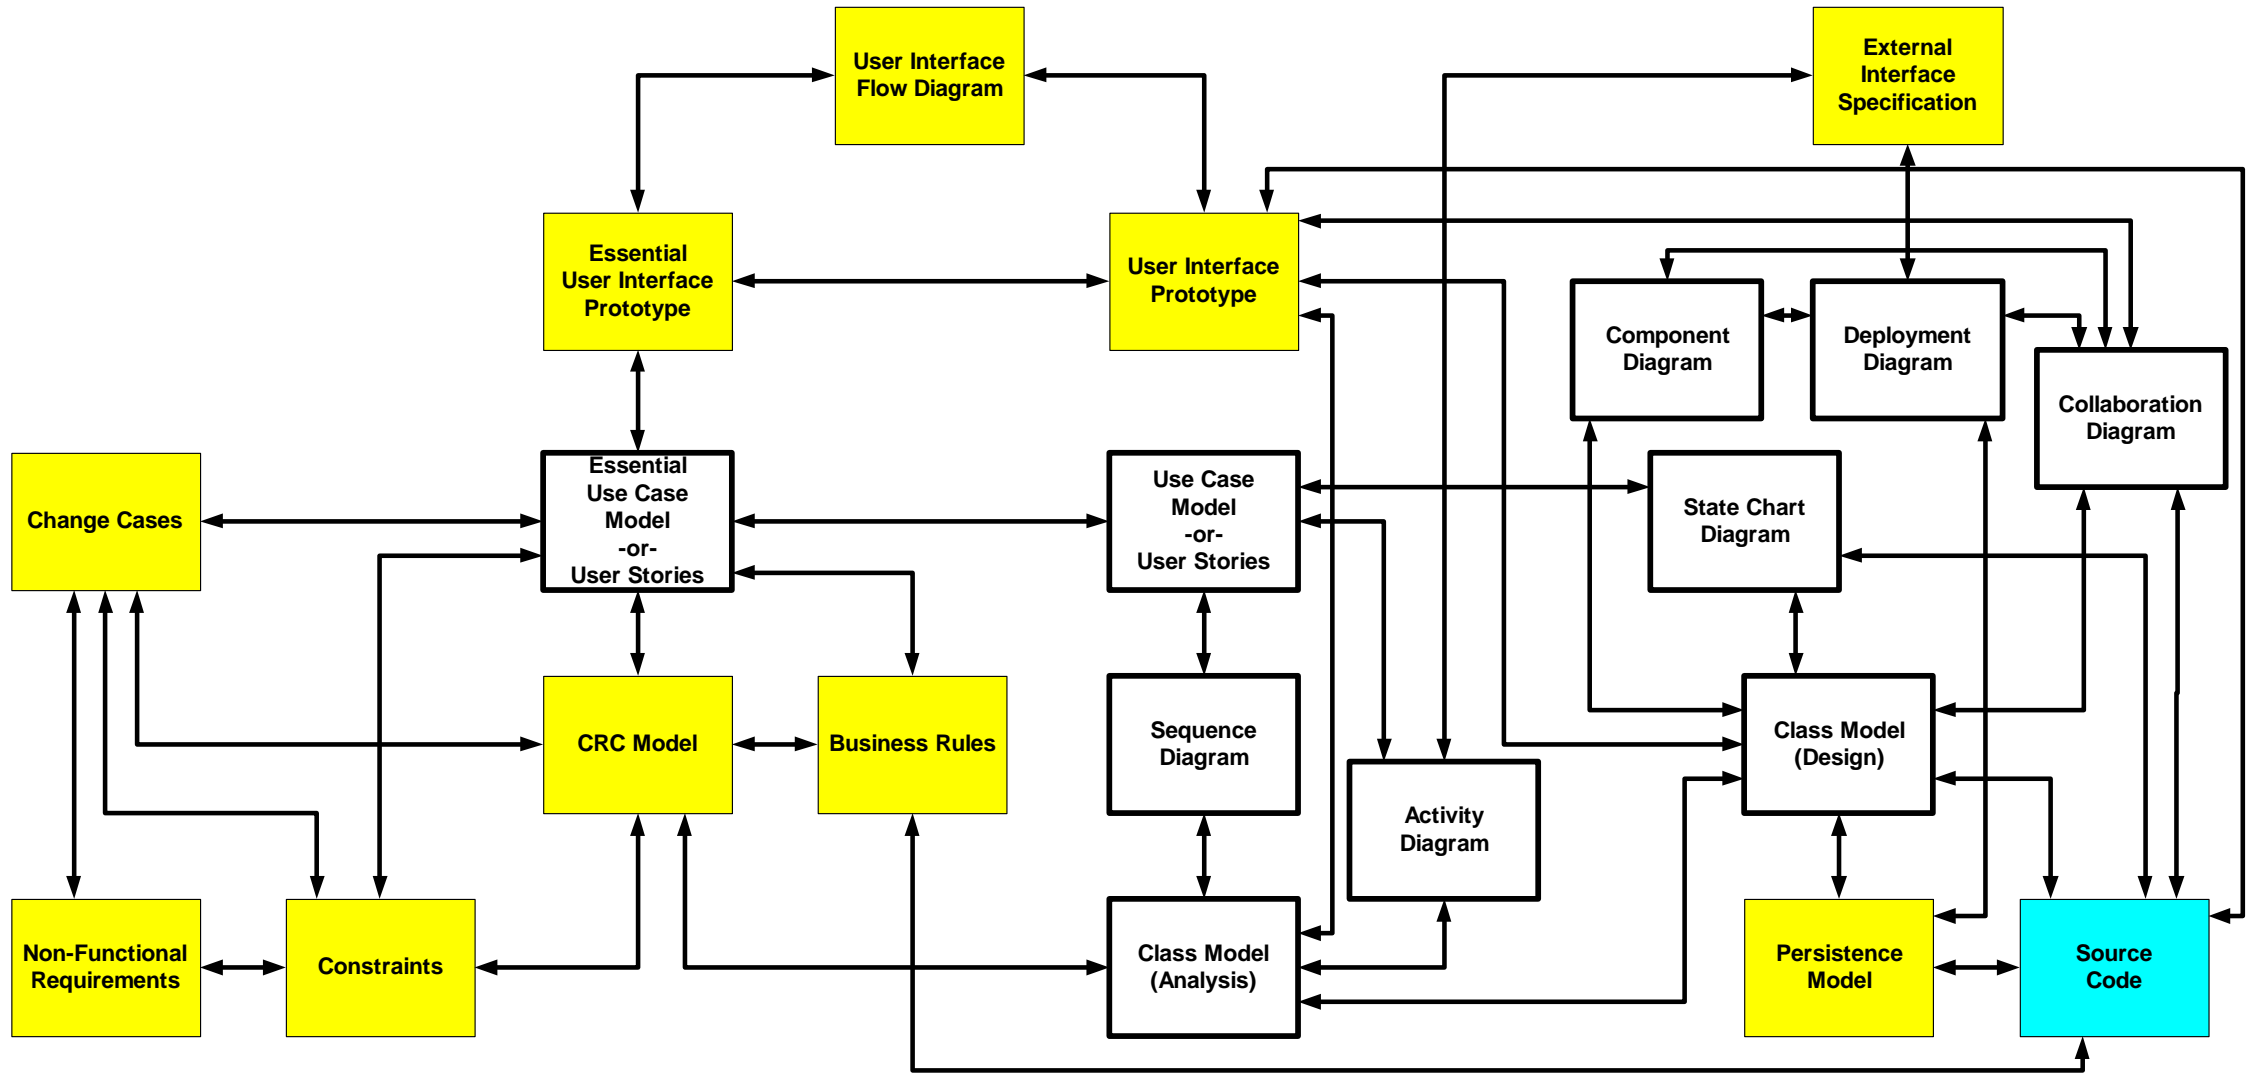 User Interface
Flow Diagram
External
Interface
Specification
Essential
User Interface
Prototype
User Interface
Prototype
Component
Diagram
Deployment
Diagram
Collaboration
Diagram
Change Cases
Essential
Use Case
Model
-or-
User Stories
Use Case
Model
-or-
User Stories
State Chart
Diagram
CRC Model
Business Rules
Sequence
Diagram
Class Model
(Design)
Activity
Diagram
Non-Functional
Requirements
Constraints
Class Model
(Analysis)
Persistence
Model
Source
Code